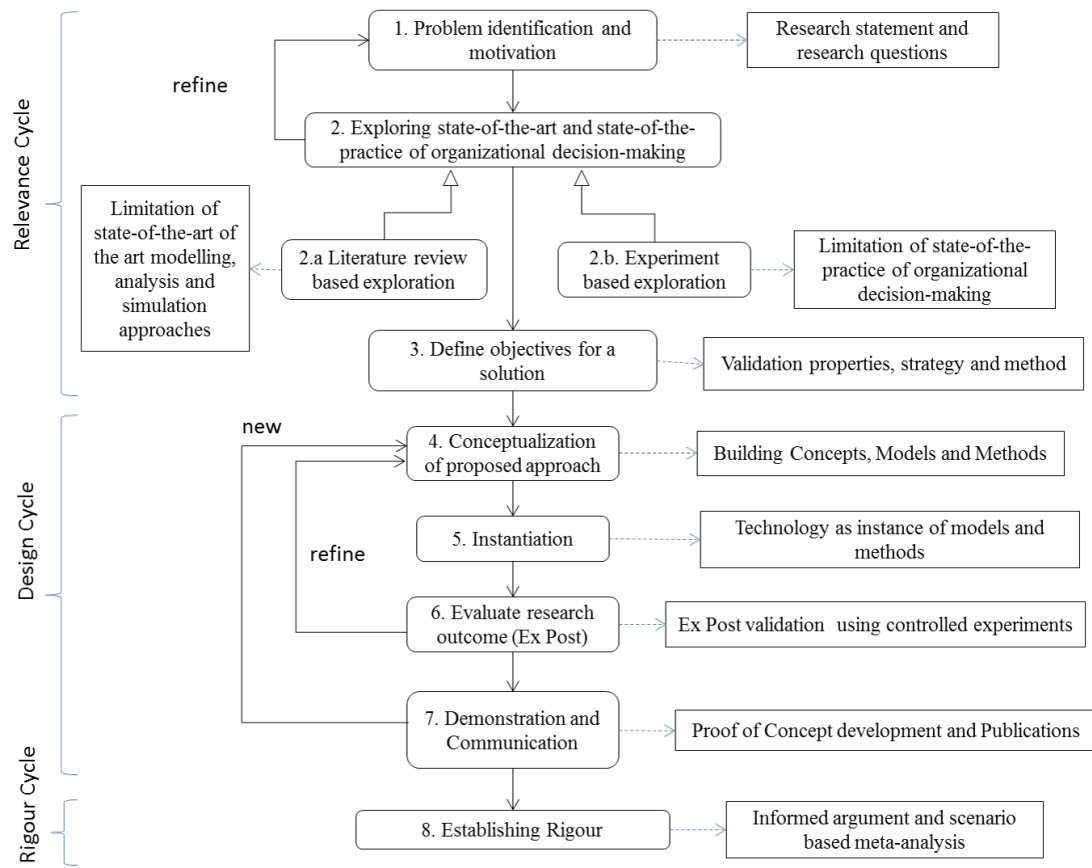 1. Problem identification and
motivation
Research statement and
research questions
refine
2. Exploring state-of-the-art and state-of-the-
practice of organizational decision-making
Relevance Cycle
Limitation of
state-of-the-art of
the art modelling,
analysis and
simulation
approaches
2.a Literature review
based exploration
2.b. Experiment
based exploration
Limitation of state-of-the-
practice of organizational
decision-making
3. Define objectives for a
solution
Validation properties, strategy and method
new
4. Conceptualization
of proposed approach
Building Concepts, Models and Methods
Design Cycle
5. Instantiation
Technology as instance of models and
methods
refine
6. Evaluate research
outcome (Ex Post)
Ex Post validation using controlled experiments
7. Demonstration and
Communication
Proof of Concept development and Publications
Rigour Cycle
8. Establishing Rigour
Informed argument and scenario
based meta-analysis